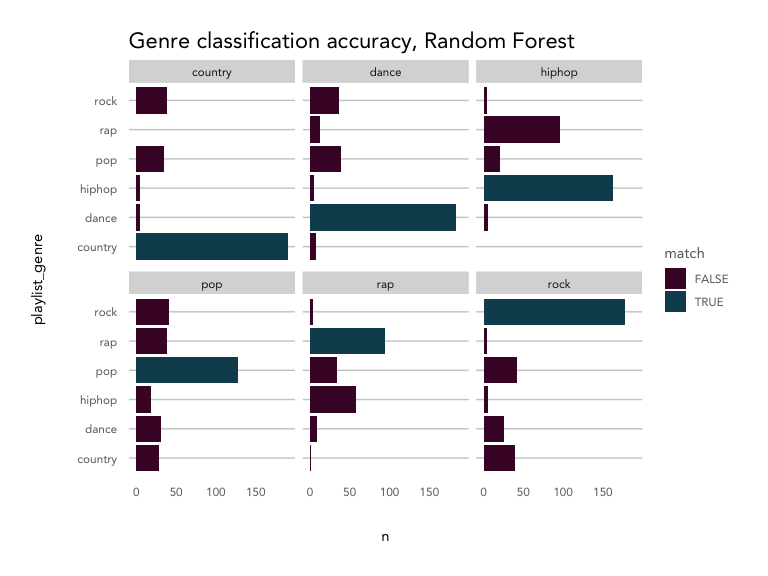 Genre classification accuracy, Random Forest
country dance hiphop
rock
rap
pop
hiphop
dance
country
pop rap rock
rock
rap
pop
hiphop
dance
country
0 50 100 150 0 50 100 150 0 50 100 150
n
playlist_genre
match
FALSE
TRUE